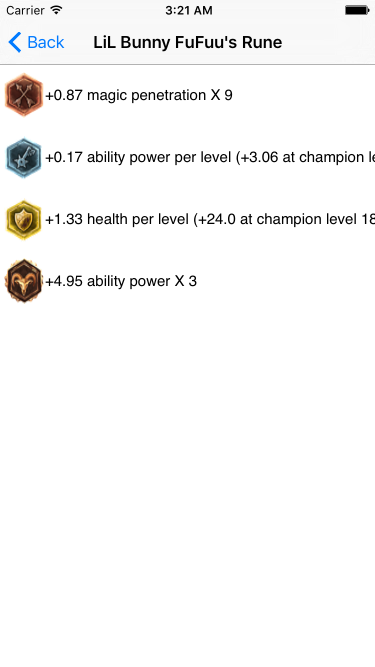 Carrier 3:21 AM
Back LiL Bunny FuFuu's Rune
+0.87 magic penetration X 9
+0.17 ability power per level (+3.06 at champion le
+1.33 health per level (+24.0 at champion level 18
+4.95 ability power X 3